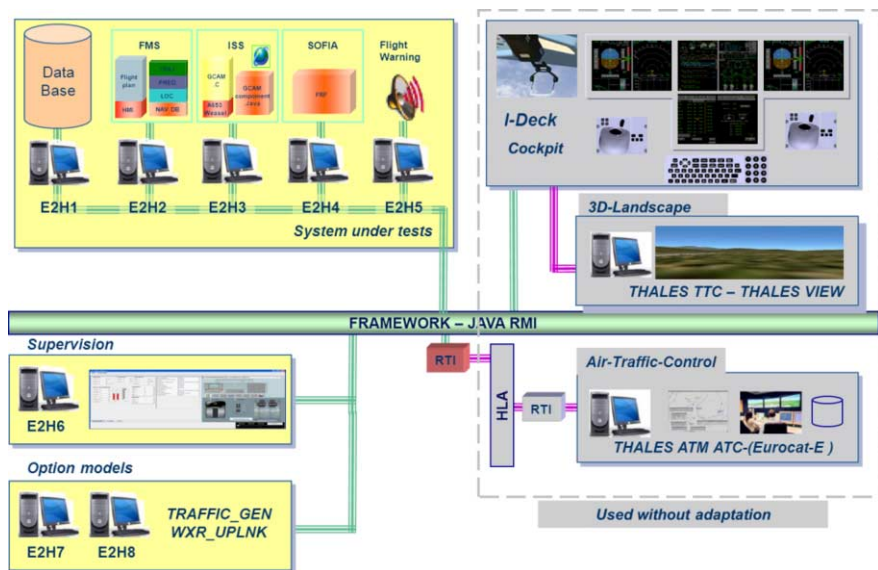 FMS
ISS
SOFIA
Flight
Warning
Data
Base
Flight
plan
PRED
LOC
HMI
NAV DB
GCAM
.C
GCAM
component
Java
FRF
E2H1
E2H2
E2H3
E2H4
E2H5
System under tests
I-Deck
Cockpit
3D-Landscape
THALES TTC – THALES VIEW
FRAMEWORK – JAVA RMI
Supervision
E2H6
RTI
HLA
RTI
Air-Traffic-Control
THALES ATM ATC-(Eurocat-E )
Option models
TRAFFIC_GEN
WXR_UPLNK
E2H7
E2H8
Used without adaptation